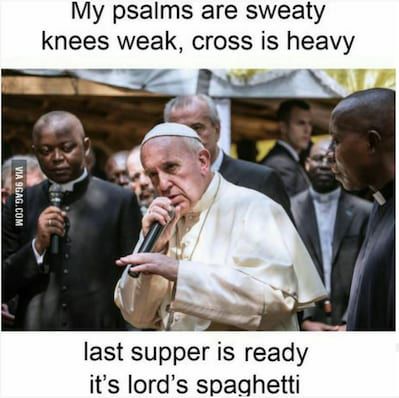 My psalms are sweaty
knees weak, cross is heavy
VIA 9GAG.COM
last supper is ready
it's lord's spaghetti